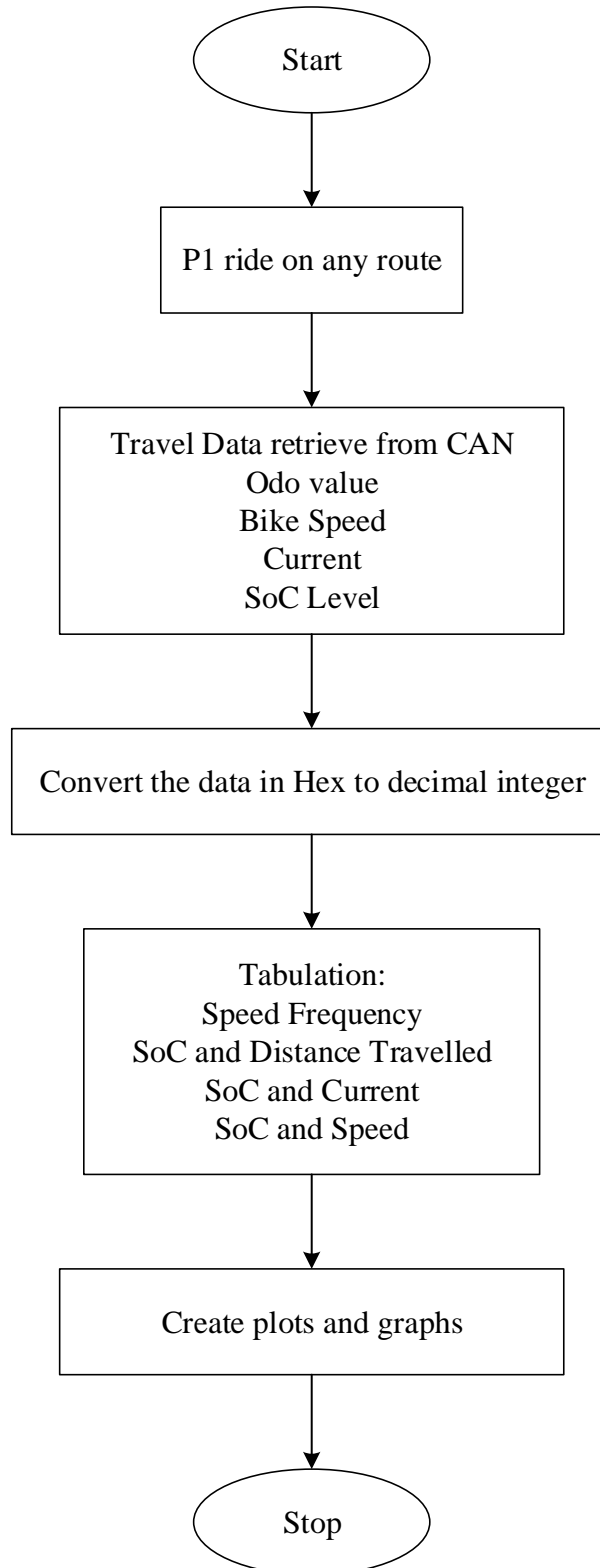 Start
P1 ride on any route
Travel Data retrieve from CAN
Odo value
Bike Speed
Current
SoC Level
Convert the data in Hex to decimal integer
Tabulation:
Speed Frequency
SoC and Distance Travelled
SoC and Current
SoC and Speed
Create plots and graphs
Stop